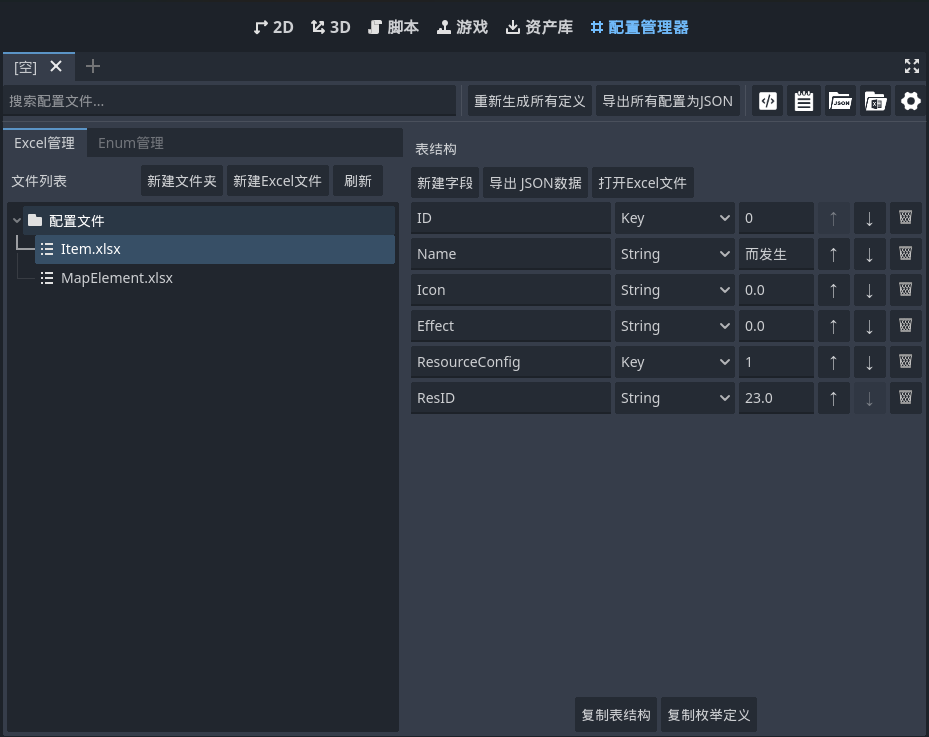 2D 3D 脚本 游戏 资产库 配置管理器
[空]
搜索配置文件... 重新生成所有定义 导出所有配置为JSON JSON
Excel管理 Enum管理
文件列表 新建文件夹 新建Excel文件 刷新
配置文件
Item.xlsx
MapElement.xlsx
表结构
新建字段 导出 JSON数据 打开Excel文件
ID Key 0 ↑ ↓
Name String 而发生 ↑ ↓
Icon String 0.0 ↑ ↓
Effect String 0.0 ↑ ↓
ResourceConfig Key 1 ↑ ↓
ResID String 23.0 ↑ ↓
复制表结构 复制枚举定义